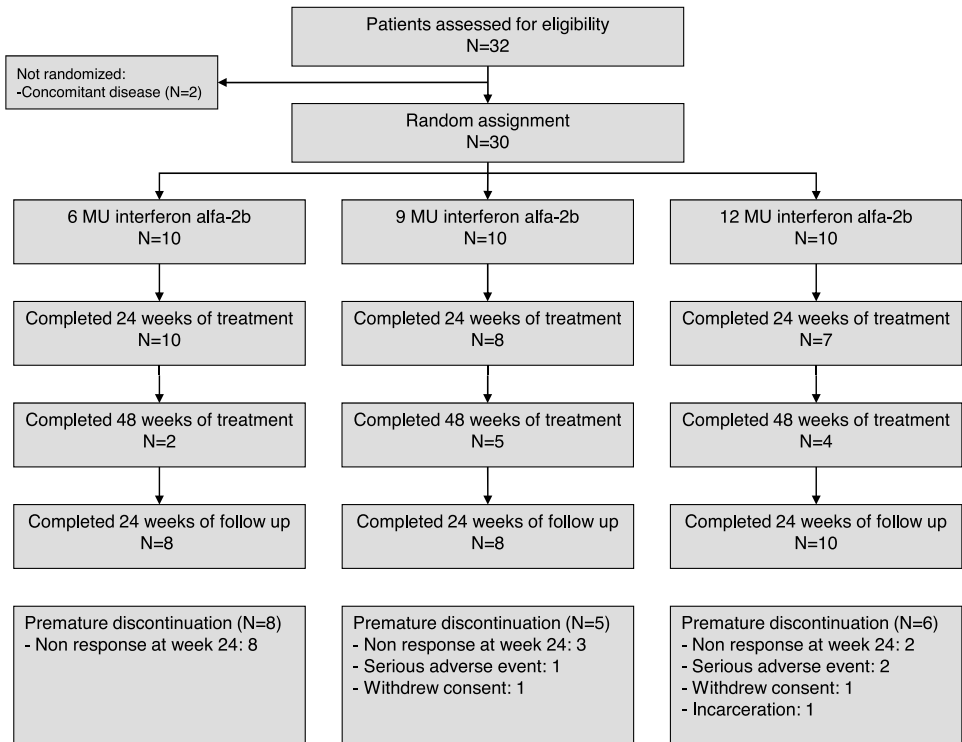 Patients assessed for eligibility
N=32
Not randomized:
-Concomitant disease (N=2)
Random assignment
N=30
6 MU interferon alfa-2b
N=10
9 MU interferon alfa-2b
N=10
12 MU interferon alfa-2b
N=10
Completed 24 weeks of treatment
N=10
Completed 24 weeks of treatment
N=8
Completed 24 weeks of treatment
N=7
Completed 48 weeks of treatment
N=2
Completed 48 weeks of treatment
N=5
Completed 48 weeks of treatment
N=4
Completed 24 weeks of follow up
N=8
Completed 24 weeks of follow up
N=8
Completed 24 weeks of follow up
N=10
Premature discontinuation (N=8)
- Non response at week 24: 8
Premature discontinuation (N=5)
- Non response at week 24: 3
- Serious adverse event: 1
- Withdrew consent: 1
Premature discontinuation (N=6)
- Non response at week 24: 2
- Serious adverse event: 2
- Withdrew consent: 1
- Incarceration: 1